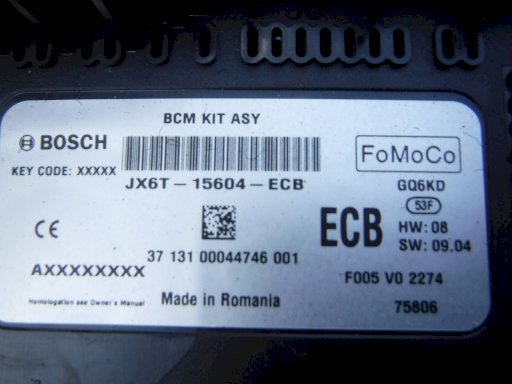 BCM KIT ASY
BOSCH
FoMoCo
KEY CODE: XXXXX
JX6T-15604-ECB
GQ6KD
53F
ECB
HW: 08
SW: 09.04
CE
37 131 00044746 001
F005 V0 2274
AXXXXXXXXX
Homologation see Owner's Manual
Made in Romania
75806